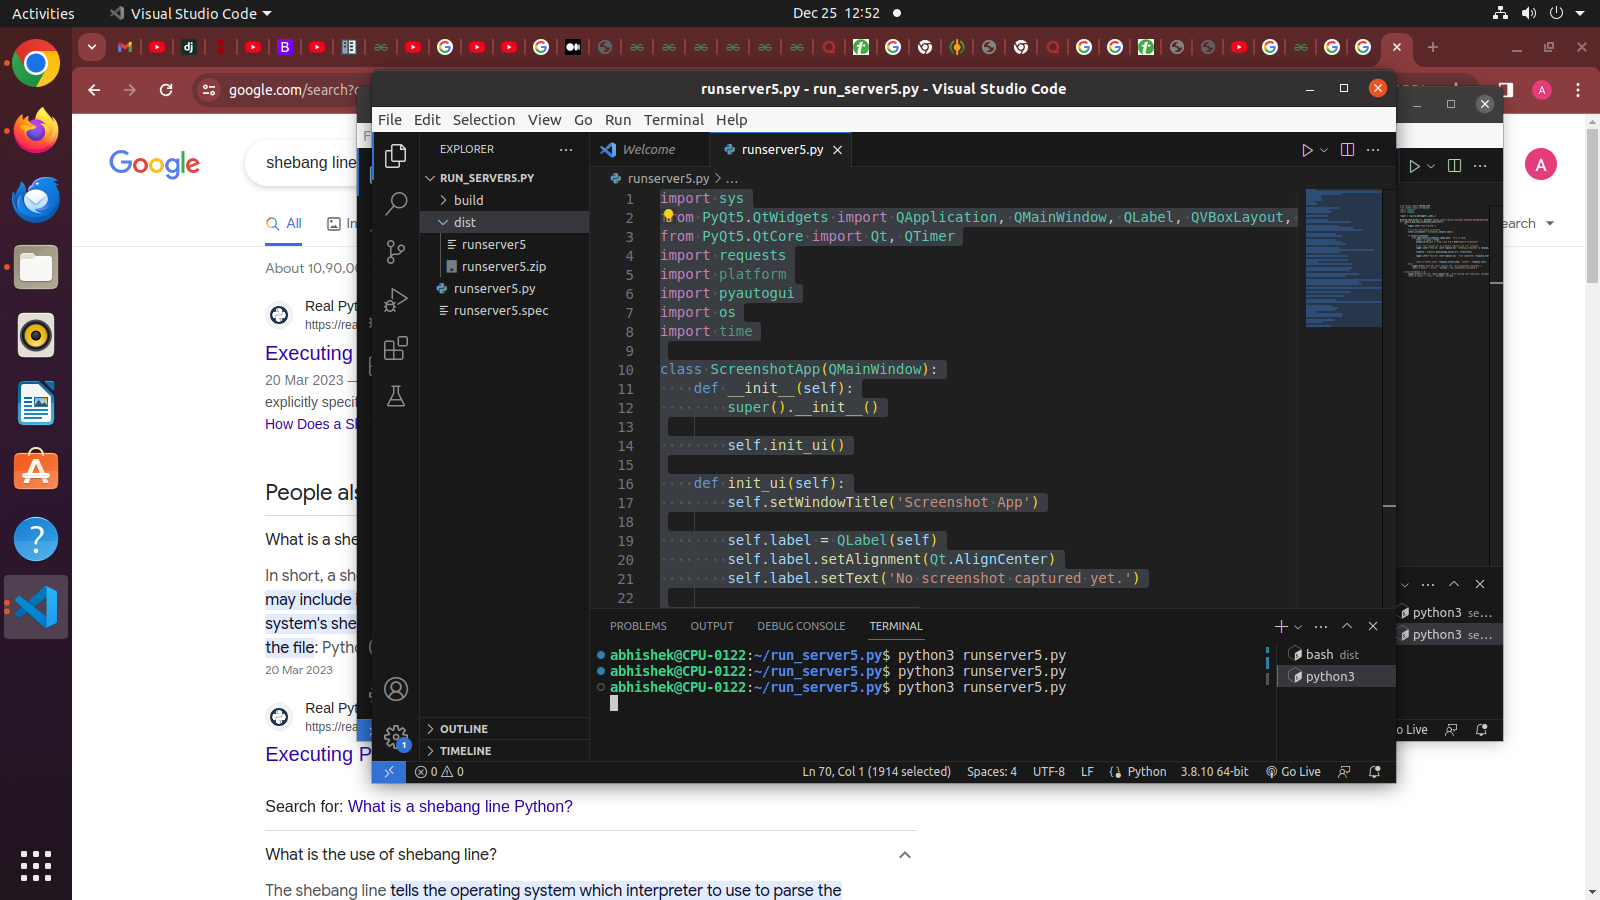 Activities
Visual Studio Code
Dec 25 12:52
google.com/search?
Google
shebang line
All
About 10,90,00
Real Pyt
https://rea
Executing
20 Mar 2023 —
explicitly specif
How Does a Sh
People als
What is a she
In short, a she
may include i
system's she
the file: Pytho
20 Mar 2023
Real Pyt
https://rea
Executing P
Search for: What is a shebang line Python?
What is the use of shebang line?
The shebang line tells the operating system which interpreter to use to parse the
A
A
runserver5.py - run_server5.py - Visual Studio Code
File Edit Selection View Go Run Terminal Help
EXPLORER
RUN_SERVER5.PY
build
dist
runserver5
runserver5.zip
runserver5.py
runserver5.spec
OUTLINE
TIMELINE
1
Welcome
runserver5.py
runserver5.py > ...
1 import sys
2 from PyQt5.QtWidgets import QApplication, QMainWindow, QLabel, QVBoxLayout,
3 from PyQt5.QtCore import Qt, QTimer
4 import requests
5 import platform
6 import pyautogui
7 import os
8 import time
9
10 class ScreenshotApp(QMainWindow):
11 def __init__(self):
12 super().__init__()
13
14 self.init_ui()
15
16 def init_ui(self):
17 self.setWindowTitle('Screenshot App')
18
19 self.label = QLabel(self)
20 self.label.setAlignment(Qt.AlignCenter)
21 self.label.setText('No screenshot captured yet.')
22
PROBLEMS OUTPUT DEBUG CONSOLE TERMINAL
abhishek@CPU-0122:~/run_server5.py$ python3 runserver5.py
abhishek@CPU-0122:~/run_server5.py$ python3 runserver5.py
abhishek@CPU-0122:~/run_server5.py$ python3 runserver5.py
bash dist
python3
0 0
Ln 70, Col 1 (1914 selected) Spaces: 4 UTF-8 LF Python 3.8.10 64-bit Go Live
python3 se...
python3 se...
o Live
earch